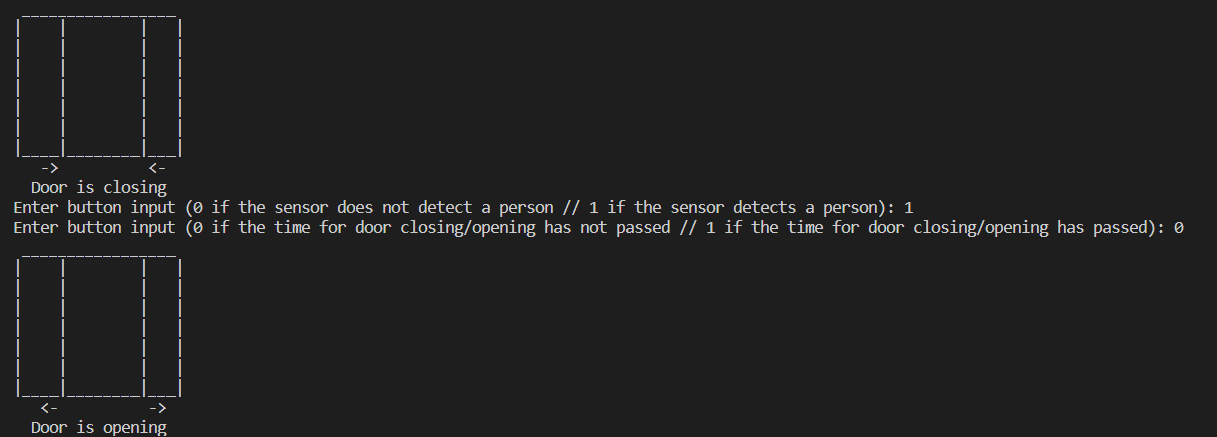 -> <-
Door is closing
Enter button input (0 if the sensor does not detect a person // 1 if the sensor detects a person): 1
Enter button input (0 if the time for door closing/opening has not passed // 1 if the time for door closing/opening has passed): 0
<- ->
Door is opening